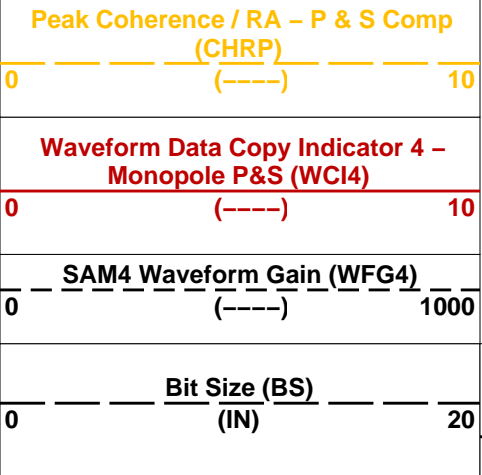 Peak Coherence / RA – P & S Comp
(CHRP)
0 (----) 10
Waveform Data Copy Indicator 4 –
Monopole P&S (WCI4)
0 (----) 10
SAM4 Waveform Gain (WFG4)
0 (----) 1000
Bit Size (BS)
0 (IN) 20